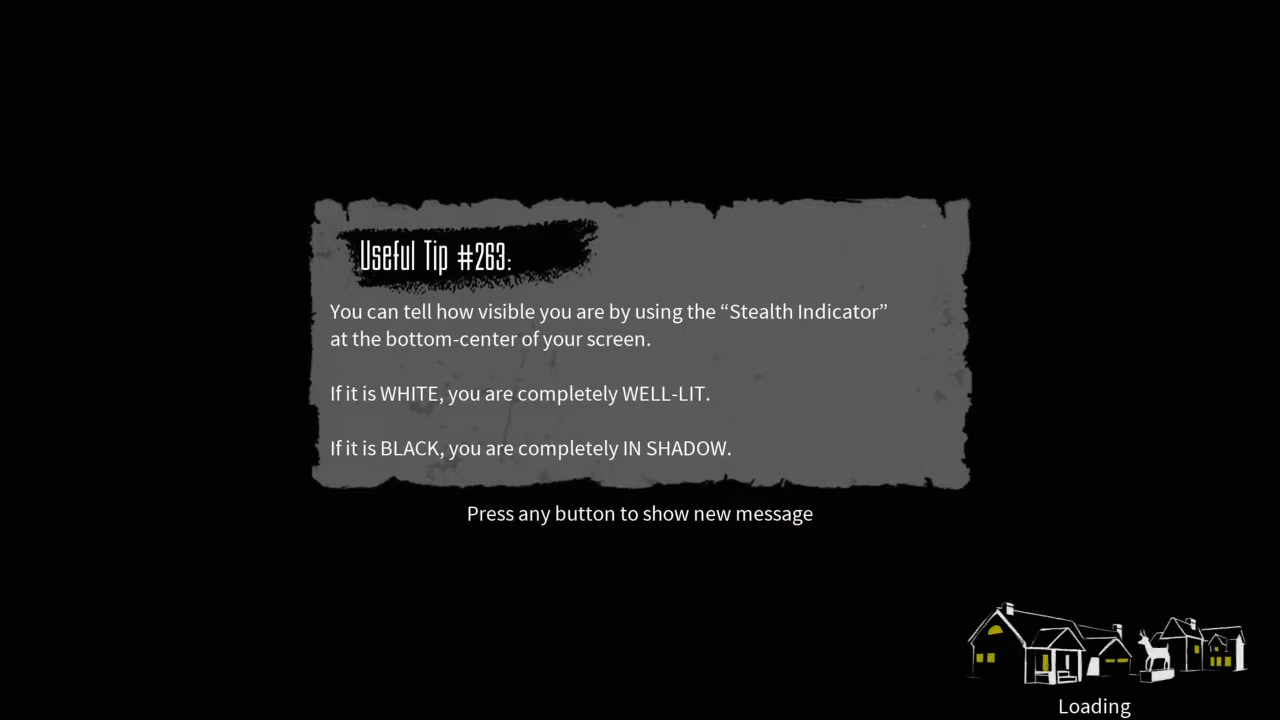 Useful Tip #263:
You can tell how visible you are by using the “Stealth Indicator”
at the bottom-center of your screen.
If it is WHITE, you are completely WELL-LIT.
If it is BLACK, you are completely IN SHADOW.
Press any button to show new message
Loading